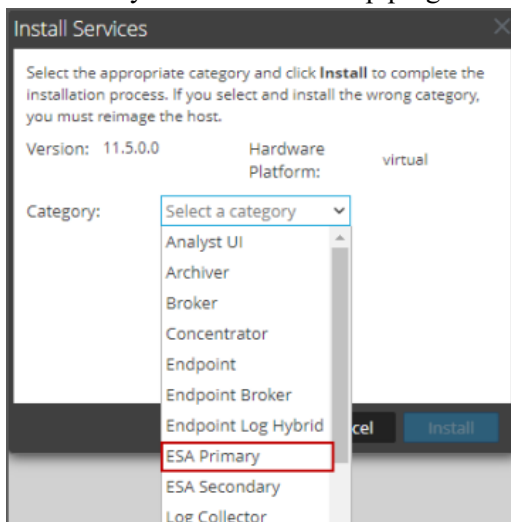 Install Services
Select the appropriate category and click Install to complete the
installation process. If you select and install the wrong category,
you must reimage the host.
Version: 11.5.0.0 Hardware Platform: virtual
Category: Select a category
Analyst UI
Archiver
Broker
Concentrator
Endpoint
Endpoint Broker
Endpoint Log Hybrid
cel Install
ESA Primary
ESA Secondary
Log Collector